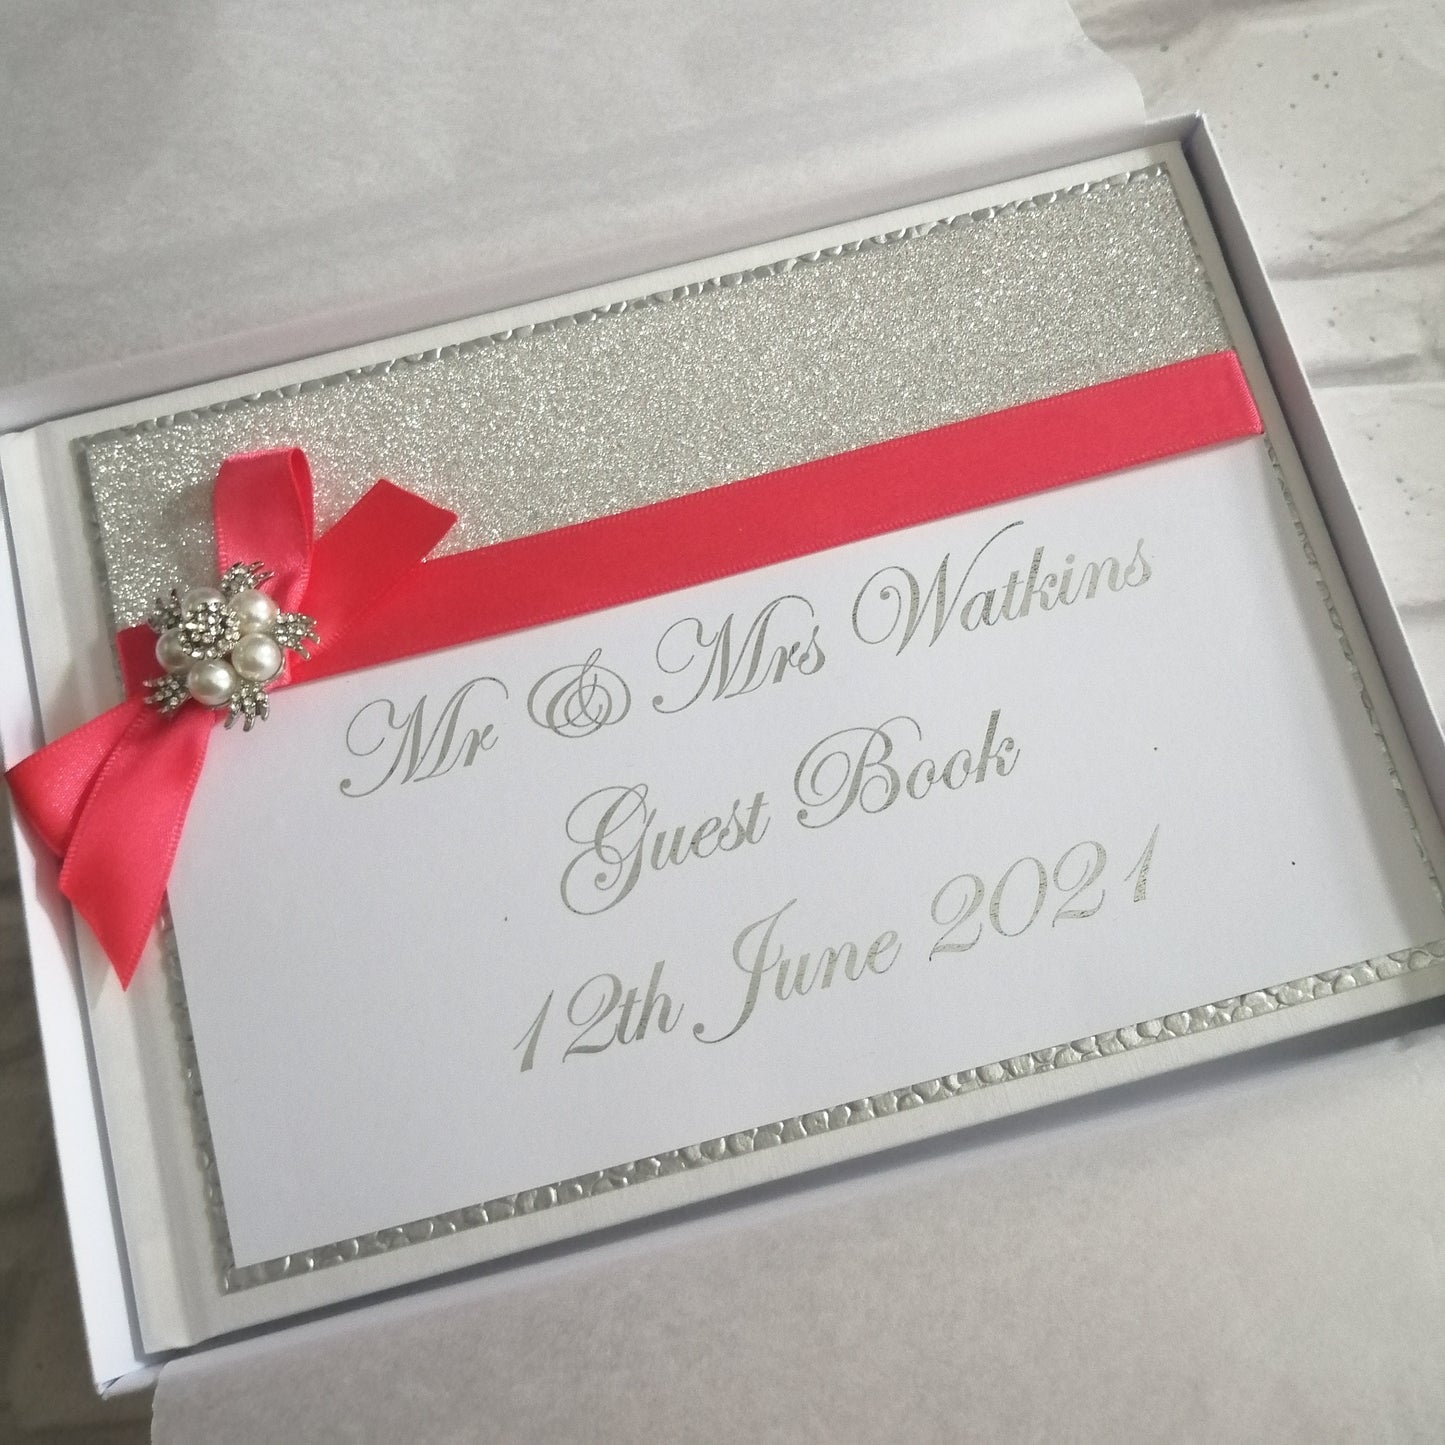 Mr & Mrs Watkins
Guest Book
12th June 2021